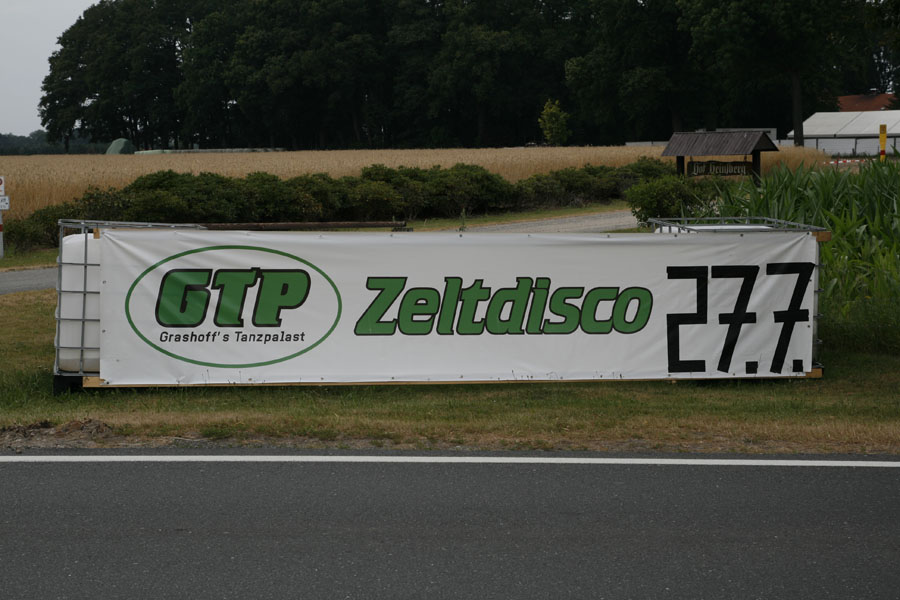 GTP
Grashoff's Tanzpalast
Zeltdisco
27.7.